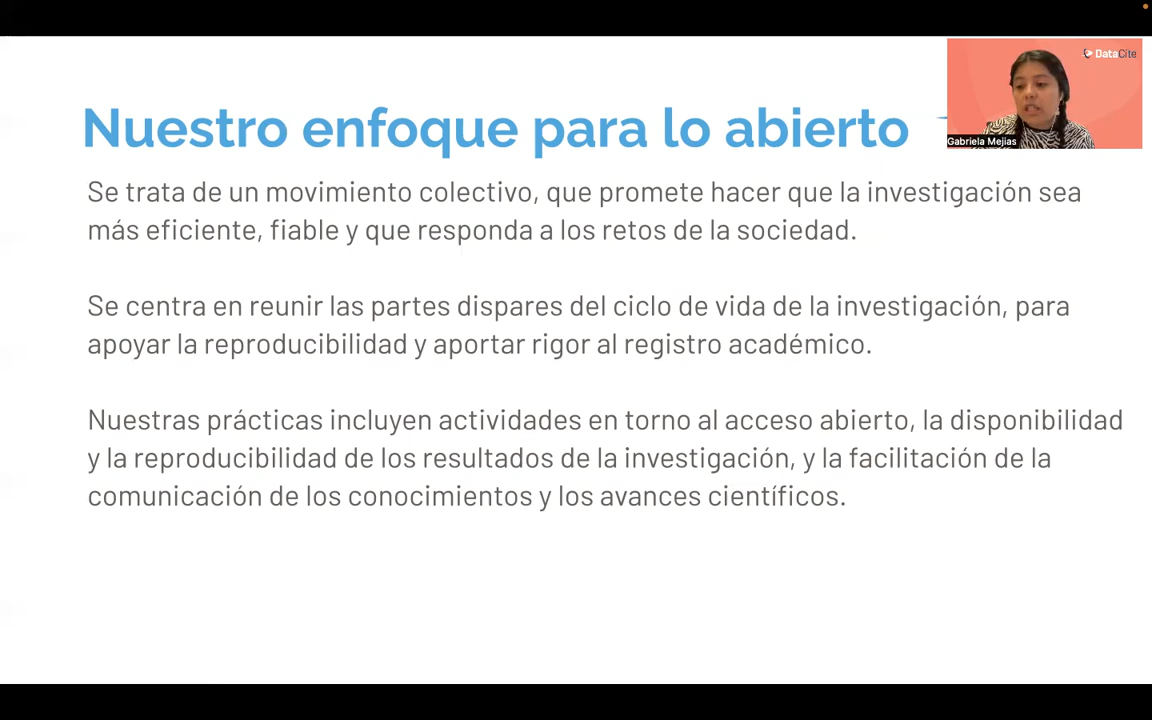 Nuestro enfoque para lo abierto
DataCite
Gabriela Mejias
Se trata de un movimiento colectivo, que promete hacer que la investigación sea
más eficiente, fiable y que responda a los retos de la sociedad.
Se centra en reunir las partes dispares del ciclo de vida de la investigación, para
apoyar la reproducibilidad y aportar rigor al registro académico.
Nuestras prácticas incluyen actividades en torno al acceso abierto, la disponibilidad
y la reproducibilidad de los resultados de la investigación, y la facilitación de la
comunicación de los conocimientos y los avances científicos.